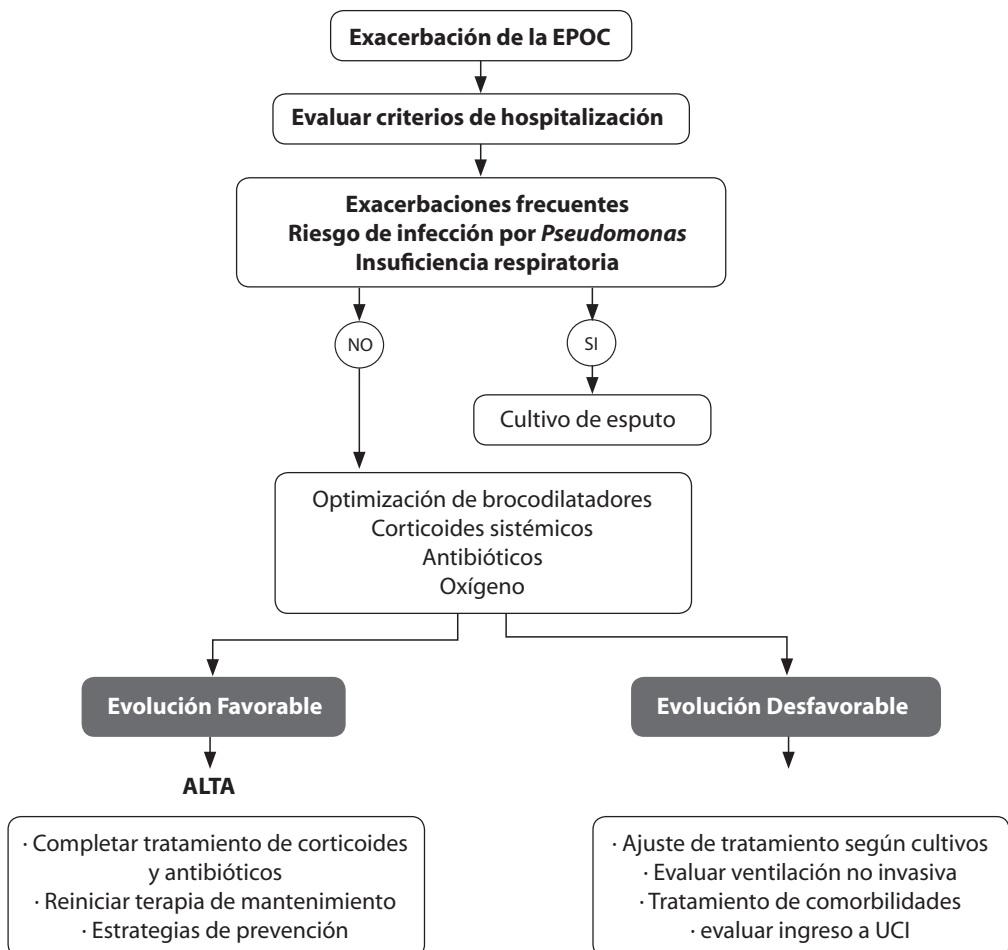 Exacerbación de la EPOC
Evaluar criterios de hospitalización
Exacerbaciones frecuentes
Riesgo de infección por Pseudomonas
Insuficiencia respiratoria
NO
SI
Cultivo de esputo
Optimización de brocodilatadores
Corticoides sistémicos
Antibióticos
Oxígeno
Evolución Favorable
Evolución Desfavorable
ALTA
· Completar tratamiento de corticoides
y antibióticos
· Reiniciar terapia de mantenimiento
· Estrategias de prevención
· Ajuste de tratamiento según cultivos
· Evaluar ventilación no invasiva
· Tratamiento de comorbilidades
· evaluar ingreso a UCI